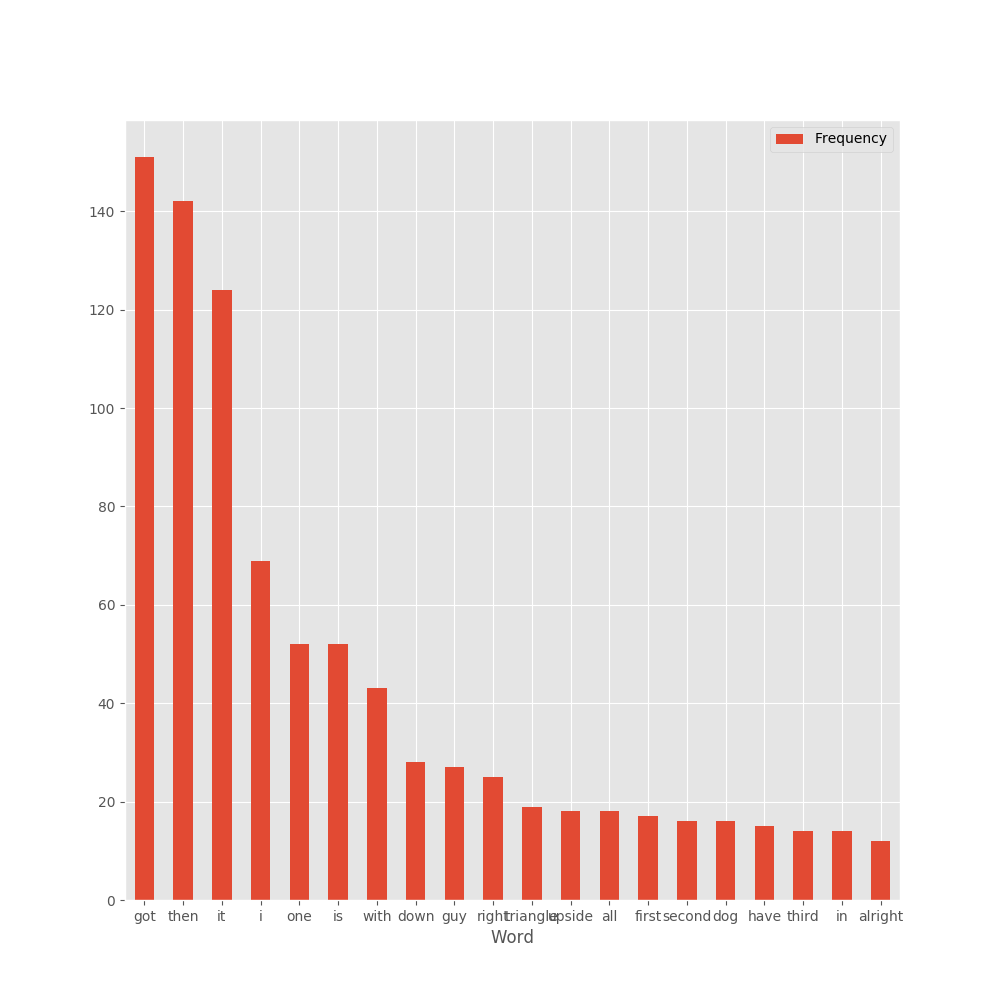 Frequency
140
120
100
80
60
40
20
0
got then it i one is with down guy right triangle upside all first second dog have third in alright
Word